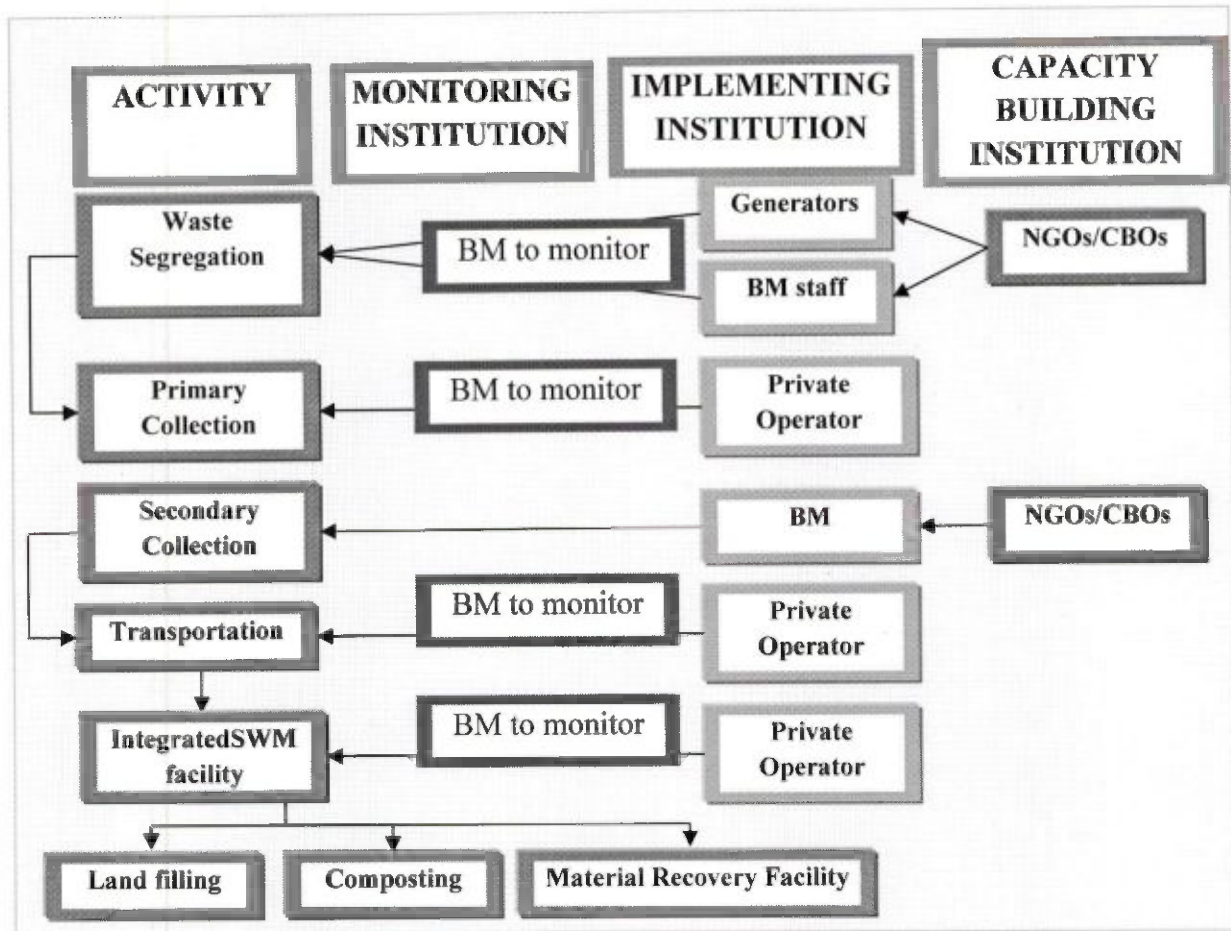 ACTIVITY
MONITORING
INSTITUTION
IMPLEMENTING
INSTITUTION
CAPACITY
BUILDING
INSTITUTION
Waste
Segregation
BM to monitor
Generators
BM staff
NGOs/CBOs
Primary
Collection
BM to monitor
Private
Operator
Secondary
Collection
BM
NGOs/CBOs
Transportation
BM to monitor
Private
Operator
IntegratedSWM
facility
BM to monitor
Private
Operator
Land filling
Composting
Material Recovery Facility